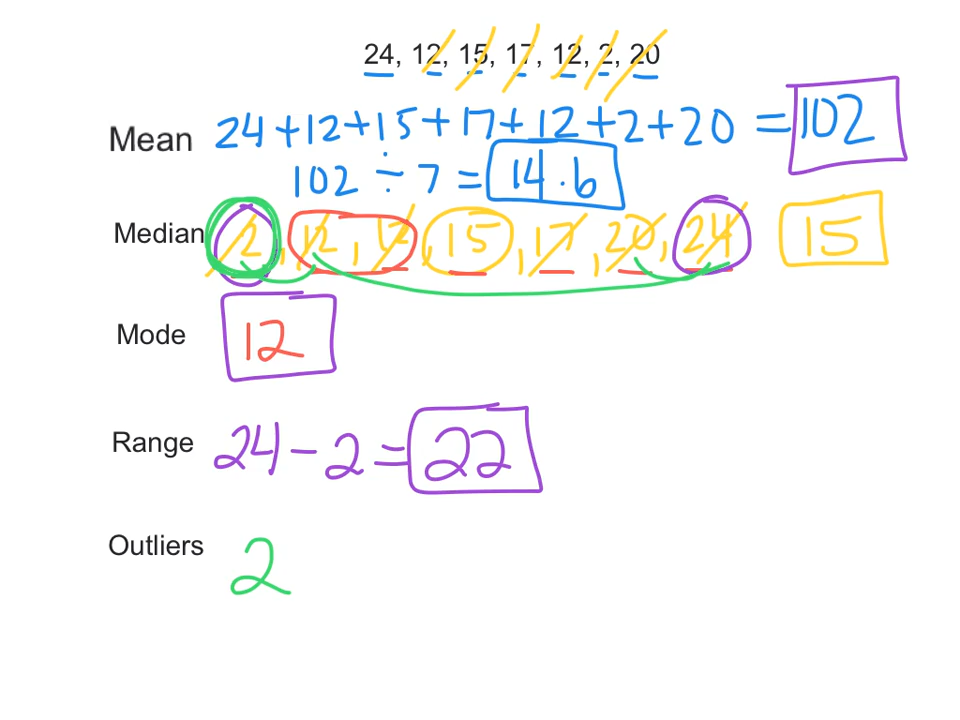 24, 12, 15, 17, 12, 2, 20
Mean 24+12+15+17+12+2+20 = 102
102 ÷ 7 = 14.6
Median 2, 12, 12, 15, 17, 20, 24 15
Mode
12
Range 24 - 2 = 22
Outliers 2